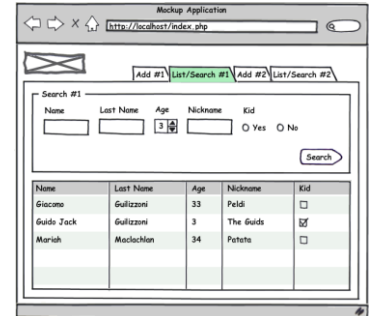 Mockup Application
http://localhost/index.php
Add #1 List/Search #1 Add #2 List/Search #2
Search #1
Name Last Name Age Nickname Kid
3 Yes No
Search
Name Last Name Age Nickname Kid
Giacomo Guilizzoni 33 Peldi
Guido Jack Guilizzoni 3 The Guids
Mariah Maclachlan 34 Patata